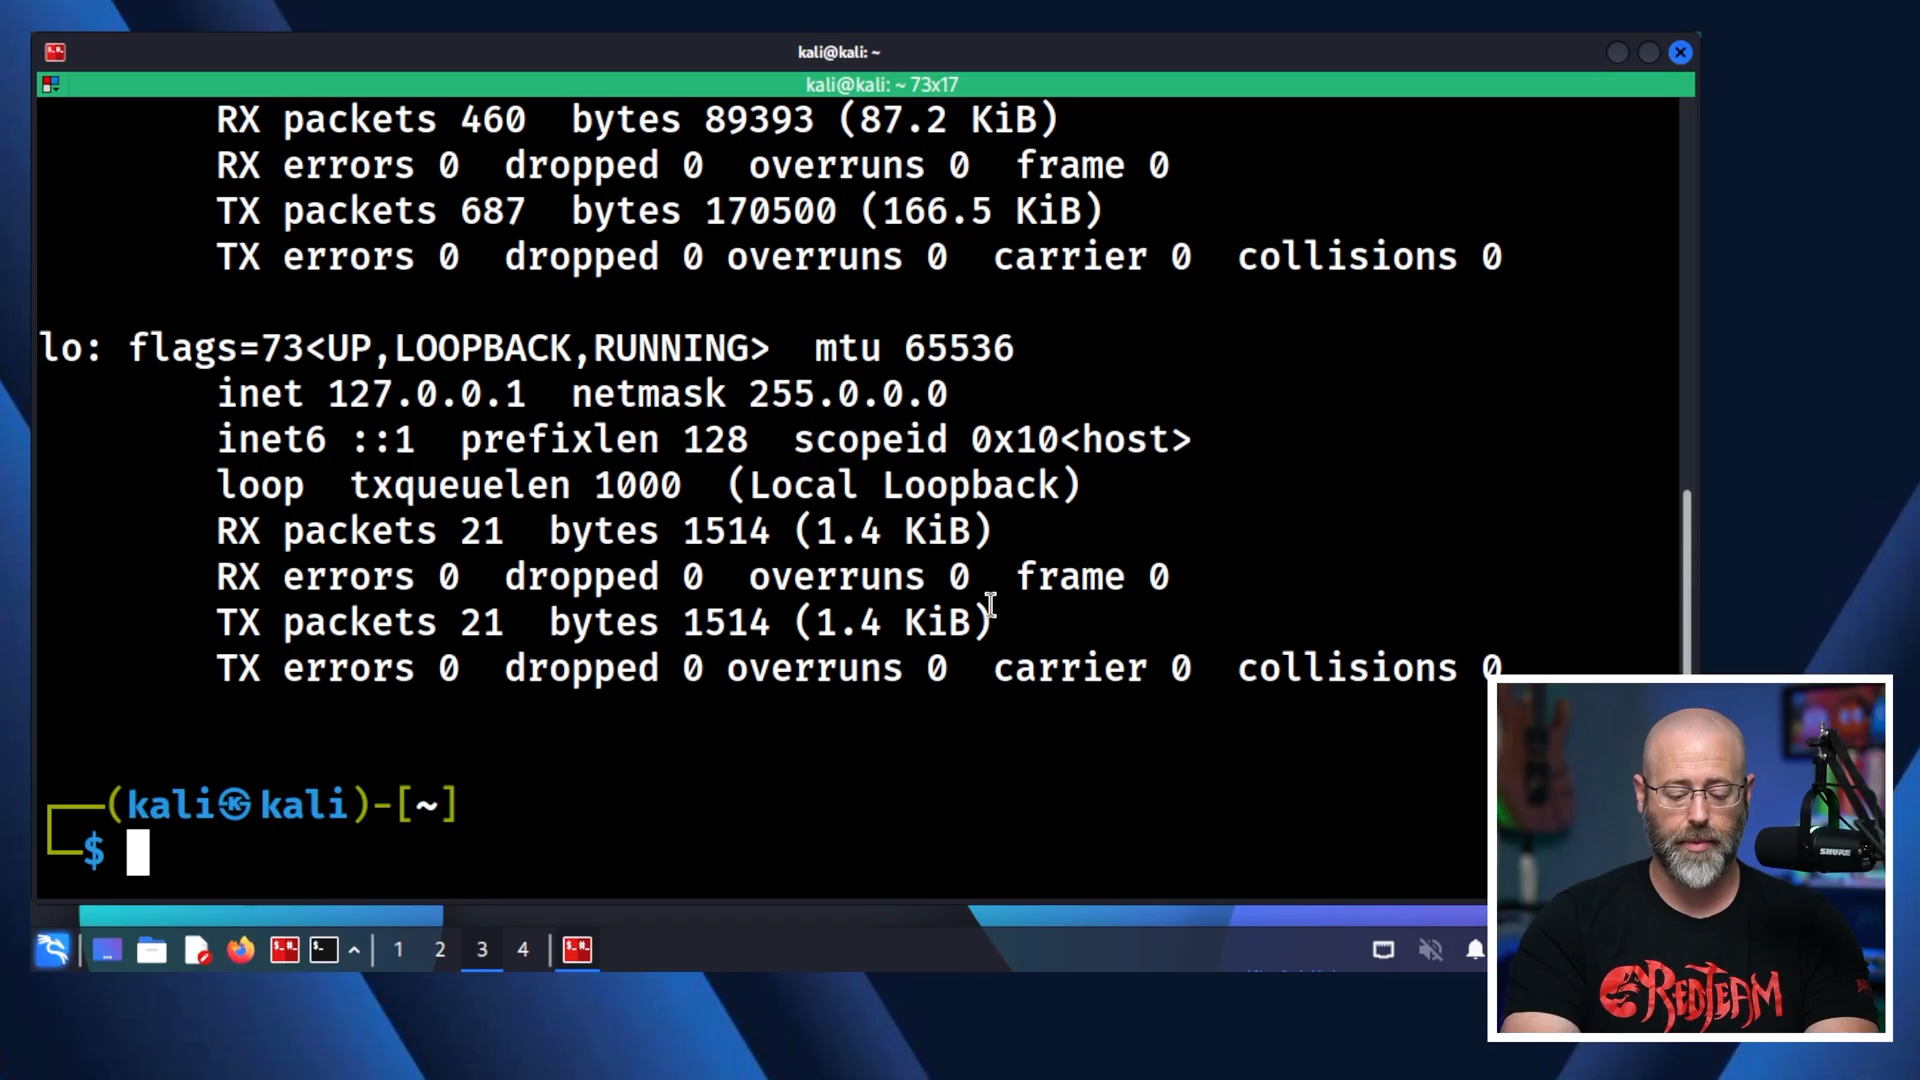 kali@kali: ~
kali@kali: ~ 73x17
RX packets 460  bytes 89393 (87.2 KiB)
RX errors 0  dropped 0  overruns 0  frame 0
TX packets 687  bytes 170500 (166.5 KiB)
TX errors 0  dropped 0 overruns 0  carrier 0  collisions 0
lo: flags=73<UP,LOOPBACK,RUNNING>  mtu 65536
inet 127.0.0.1  netmask 255.0.0.0
inet6 ::1  prefixlen 128  scopeid 0x10<host>
loop  txqueuelen 1000  (Local Loopback)
RX packets 21  bytes 1514 (1.4 KiB)
RX errors 0  dropped 0  overruns 0  frame 0
TX packets 21  bytes 1514 (1.4 KiB)
TX errors 0  dropped 0 overruns 0  carrier 0  collisions 0
(kali㉿kali)-[~]
$
1 2 3 4
SHURE
REDTEAM